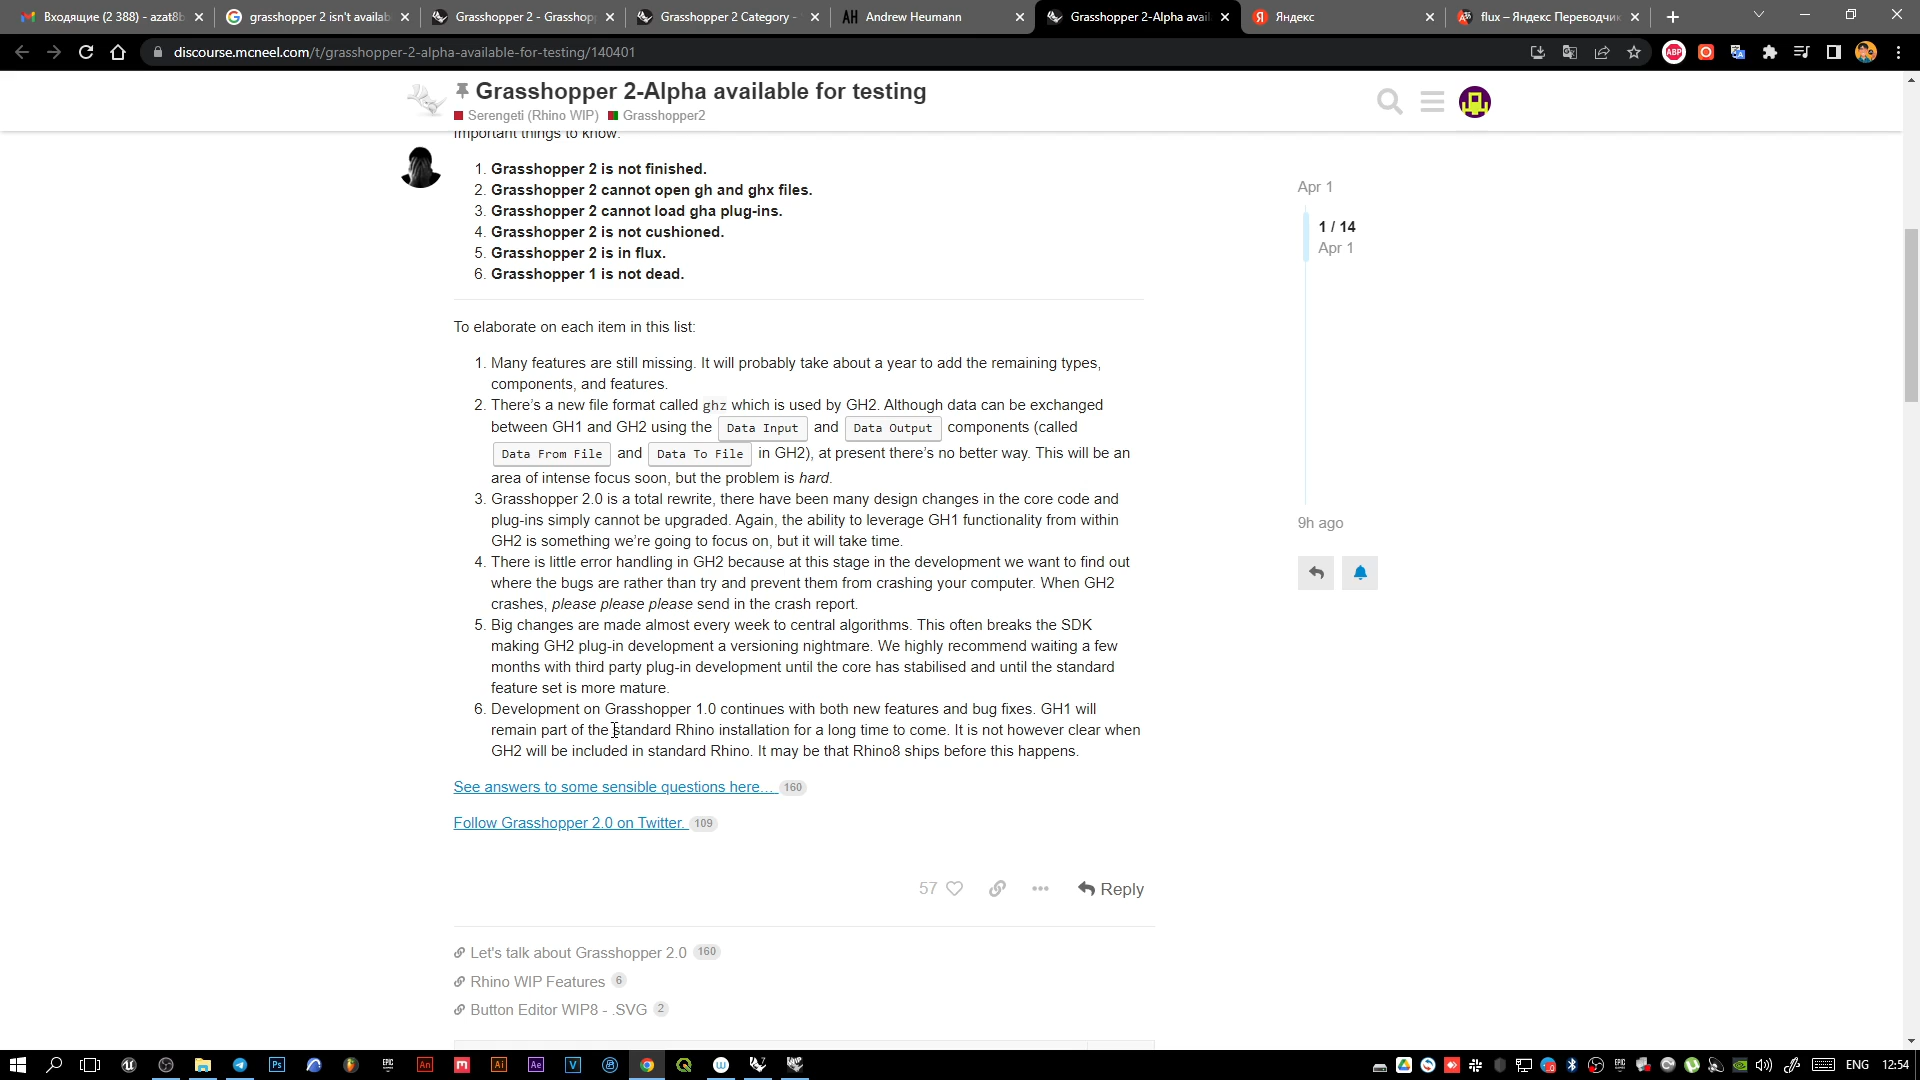 Входящие (2 388) - azat8b
grasshopper 2 isn't availab
Grasshopper 2 - Grasshop
Grasshopper 2 Category -
AH Andrew Heumann
Grasshopper 2-Alpha avail
Яндекс
flux – Яндекс Переводчик
discourse.mcneel.com/t/grasshopper-2-alpha-available-for-testing/140401
ABP
Grasshopper 2-Alpha available for testing
Serengeti (Rhino WIP) Grasshopper2
Important things to know:
1. Grasshopper 2 is not finished.
2. Grasshopper 2 cannot open gh and ghx files.
3. Grasshopper 2 cannot load gha plug-ins.
4. Grasshopper 2 is not cushioned.
5. Grasshopper 2 is in flux.
6. Grasshopper 1 is not dead.
Apr 1
1 / 14
Apr 1
9h ago
To elaborate on each item in this list:
1. Many features are still missing. It will probably take about a year to add the remaining types,
components, and features.
2. There's a new file format called ghz which is used by GH2. Although data can be exchanged
between GH1 and GH2 using the Data Input and Data Output components (called
Data From File and Data To File in GH2), at present there's no better way. This will be an
area of intense focus soon, but the problem is hard.
3. Grasshopper 2.0 is a total rewrite, there have been many design changes in the core code and
plug-ins simply cannot be upgraded. Again, the ability to leverage GH1 functionality from within
GH2 is something we're going to focus on, but it will take time.
4. There is little error handling in GH2 because at this stage in the development we want to find out
where the bugs are rather than try and prevent them from crashing your computer. When GH2
crashes, please please please send in the crash report.
5. Big changes are made almost every week to central algorithms. This often breaks the SDK
making GH2 plug-in development a versioning nightmare. We highly recommend waiting a few
months with third party plug-in development until the core has stabilised and until the standard
feature set is more mature.
6. Development on Grasshopper 1.0 continues with both new features and bug fixes. GH1 will
remain part of the standard Rhino installation for a long time to come. It is not however clear when
GH2 will be included in standard Rhino. It may be that Rhino8 ships before this happens.
See answers to some sensible questions here… 160
Follow Grasshopper 2.0 on Twitter. 109
57
Reply
Let's talk about Grasshopper 2.0 160
Rhino WIP Features 6
Button Editor WIP8 - .SVG 2
Ps
EPIC
An
Ai
Ae
V
ENG 12:54